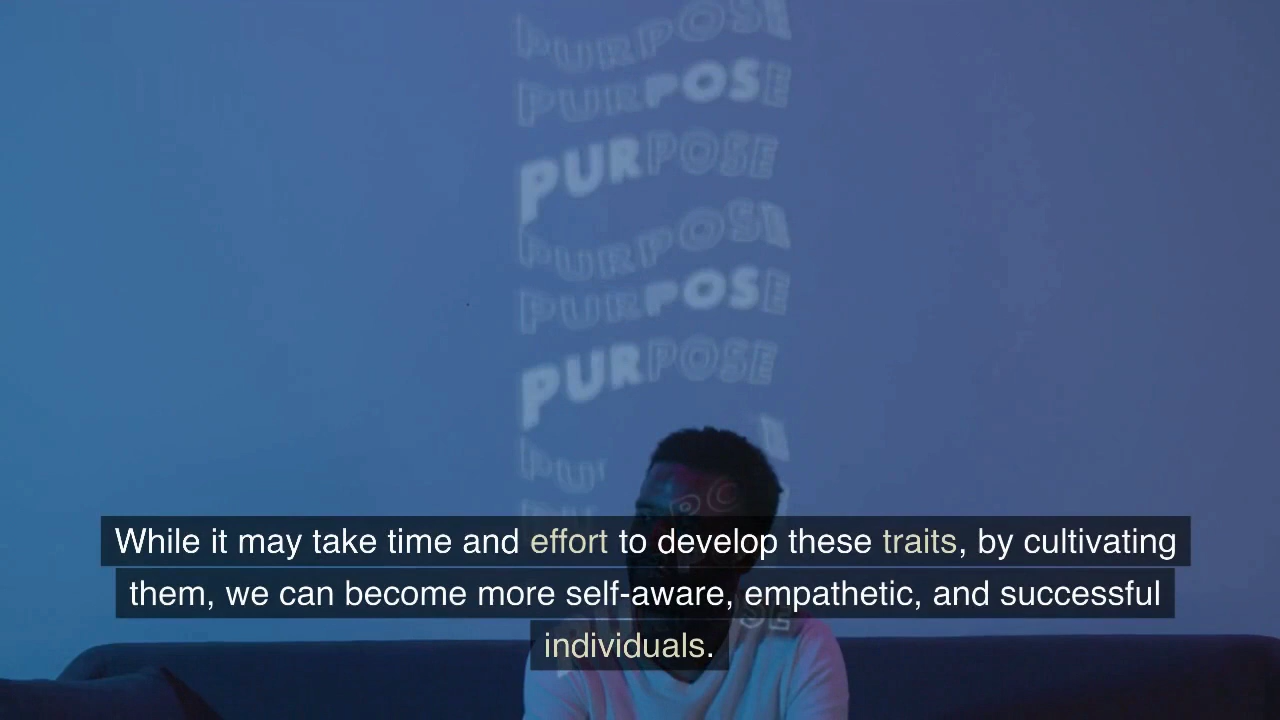 PURPOSE
PURPOSE
PURPOSE
PURPOSE
PURPOSE
PURPOSE
While it may take time and effort to develop these traits, by cultivating
them, we can become more self-aware, empathetic, and successful
individuals.